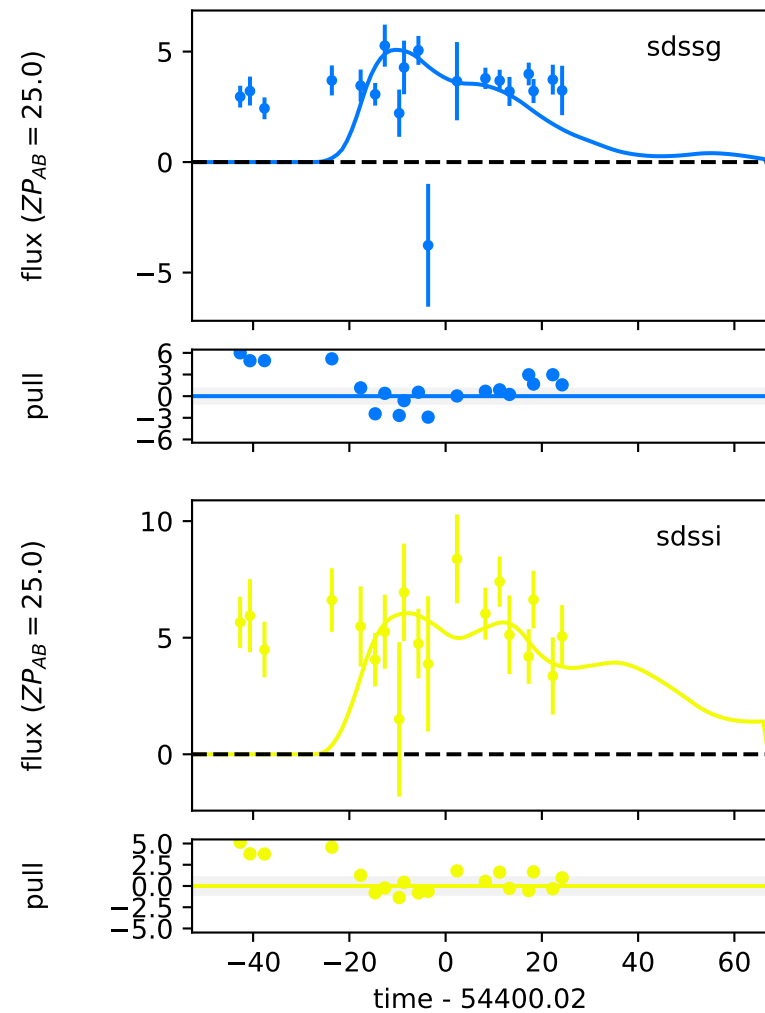 sdssg
flux (ZP_AB = 25.0)
5
0
−5
pull
6
3
0
−3
−6
sdssi
flux (ZP_AB = 25.0)
10
5
0
pull
5.0
2.5
0.0
−2.5
−5.0
−40 −20 0 20 40 60
time - 54400.02